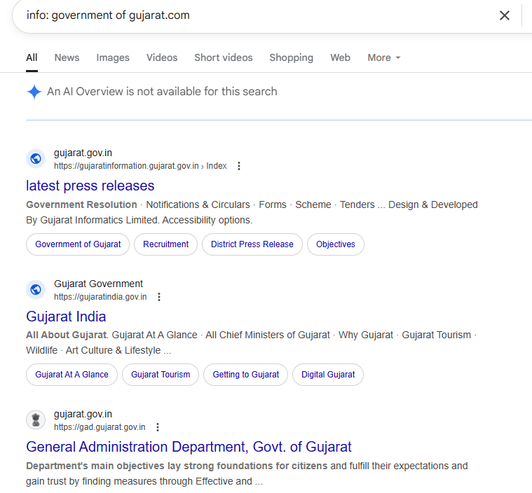 info: government of gujarat.com
All News Images Videos Short videos Shopping Web More
An AI Overview is not available for this search
gujarat.gov.in
https://gujaratinformation.gujarat.gov.in › Index
latest press releases
Government Resolution · Notifications & Circulars · Forms · Scheme · Tenders ... Design & Developed
By Gujarat Informatics Limited. Accessibility options.
Government of Gujarat Recruitment District Press Release Objectives
Gujarat Government
https://gujaratindia.gov.in
Gujarat India
All About Gujarat. Gujarat At A Glance · All Chief Ministers of Gujarat · Why Gujarat · Gujarat Tourism ·
Wildlife · Art Culture & Lifestyle ...
Gujarat At A Glance Gujarat Tourism Getting to Gujarat Digital Gujarat
gujarat.gov.in
https://gad.gujarat.gov.in
General Administration Department, Govt. of Gujarat
Department's main objectives lay strong foundations for citizens and fulfill their expectations and
gain trust by finding measures through Effective and ...